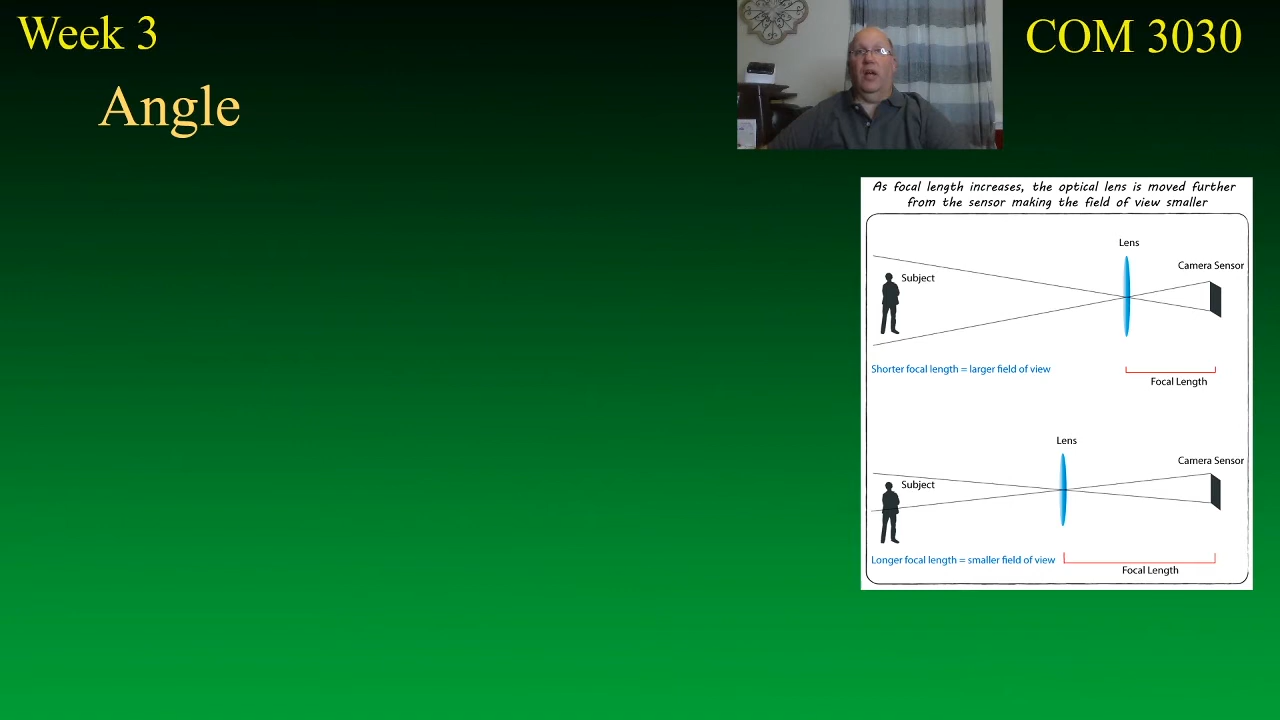 Week 3
COM 3030
Angle
As focal length increases, the optical lens is moved further
from the sensor making the field of view smaller
Lens
Camera Sensor
Subject
Shorter focal length = larger field of view
Focal Length
Lens
Camera Sensor
Subject
Longer focal length = smaller field of view
Focal Length